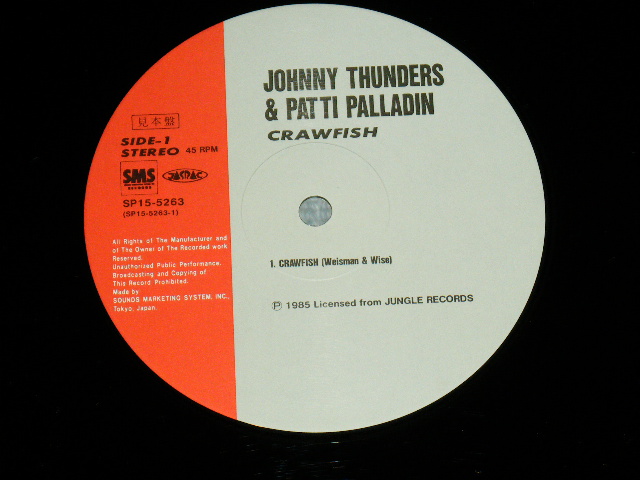 JOHNNY THUNDERS
& PATTI PALLADIN
CRAWFISH
見本盤
SIDE-1
STEREO 45 RPM
SMS
RECORDS
JASRAC
SP15-5263
(SP15-5263-1)
All Rights of The Manufacturer and
of The Owner of The Recorded work
Reserved.
Unauthorized Public Performance,
Broadcasting and Copying of
This Record Prohibited.
Made by
SOUNDS MARKETING SYSTEM, INC.,
Tokyo, Japan.
1. CRAWFISH (Weisman & Wise)
Ⓟ 1985 Licensed from JUNGLE RECORDS